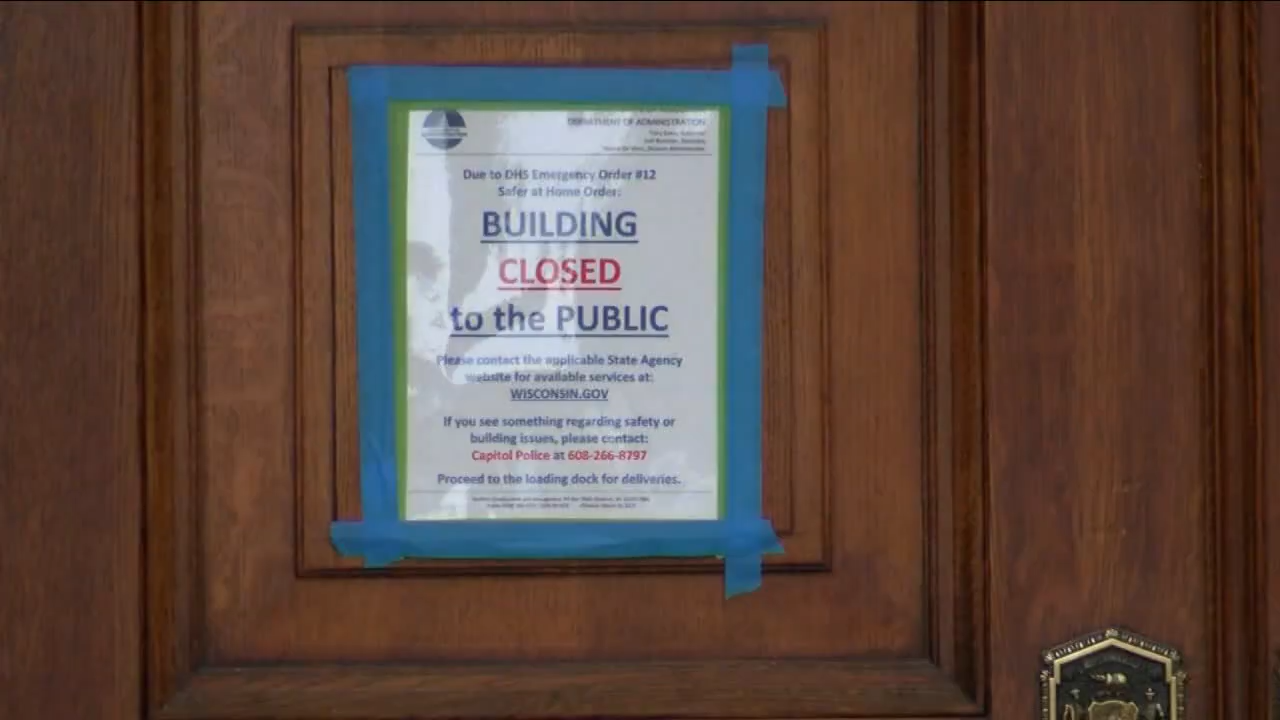 DEPARTMENT OF ADMINISTRATION
Due to DHS Emergency Order #12
Safer at Home Order:
BUILDING
CLOSED
to the PUBLIC
Please contact the applicable State Agency
website for available services at:
WISCONSIN.GOV
If you see something regarding safety or
building issues, please contact:
Capitol Police at 608-266-8797
Proceed to the loading dock for deliveries.